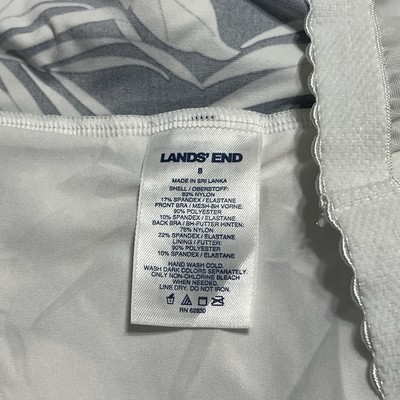 LANDS' END
8
MADE IN SRI LANKA
SHELL / OBERSTOFF:
83% NYLON
17% SPANDEX / ELASTANE
FRONT BRA / MESH-BH VORNE:
90% POLYESTER
10% SPANDEX / ELASTANE
BACK BRA / BH-FUTTER HINTEN:
78% NYLON
22% SPANDEX / ELASTANE
LINING / FUTTER:
90% POLYESTER
10% SPANDEX / ELASTANE
HAND WASH COLD.
WASH DARK COLORS SEPARATELY.
ONLY NON-CHLORINE BLEACH
WHEN NEEDED.
LINE DRY. DO NOT IRON.
RN 62830